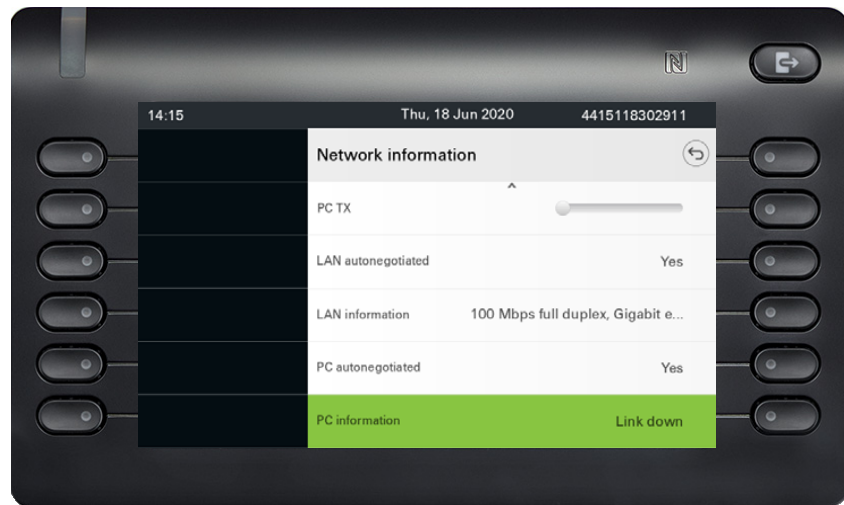 14:15 Thu, 18 Jun 2020 4415118302911
Network information
PC TX
LAN autonegotiated Yes
LAN information 100 Mbps full duplex, Gigabit e...
PC autonegotiated Yes
PC information Link down